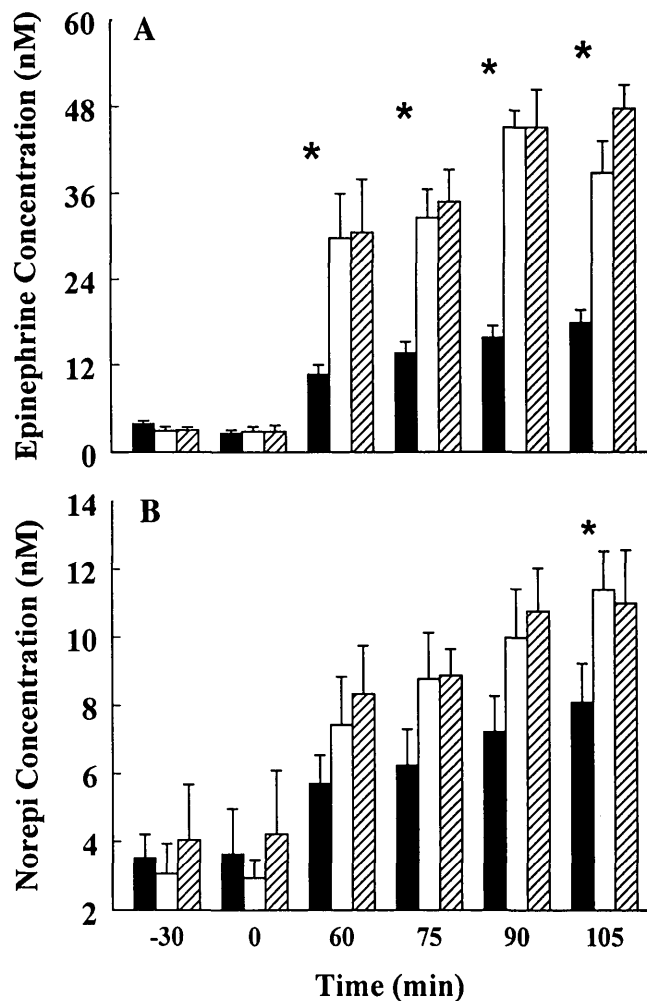 A
Epinephrine Concentration (nM)
60
48
36
24
12
0
* * * *
B
Norepi Concentration (nM)
14
12
10
8
6
4
2
*
-30 0 60 75 90 105
Time (min)